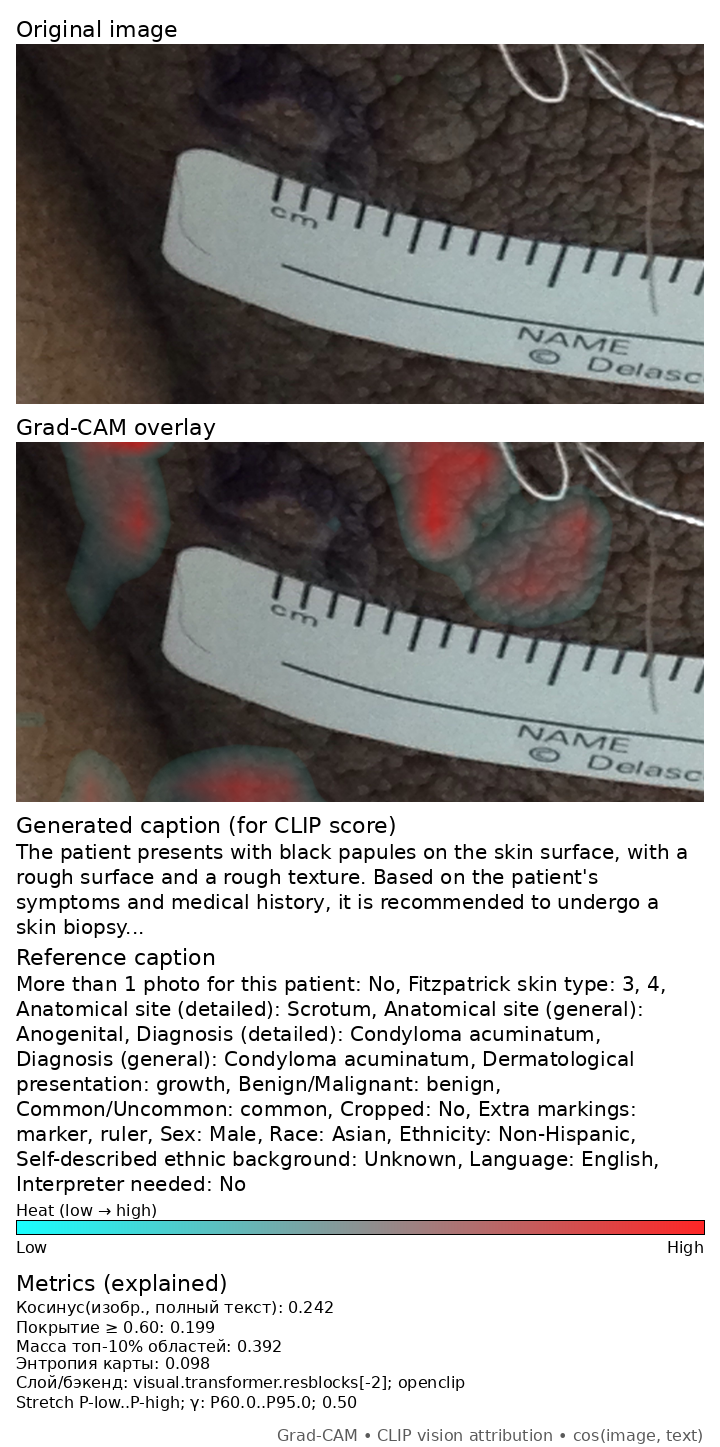 Original image
cm
NAME
© Delasc
Grad-CAM overlay
cm
NAME
© Delasc
Generated caption (for CLIP score)
The patient presents with black papules on the skin surface, with a
rough surface and a rough texture. Based on the patient's
symptoms and medical history, it is recommended to undergo a
skin biopsy...
Reference caption
More than 1 photo for this patient: No, Fitzpatrick skin type: 3, 4,
Anatomical site (detailed): Scrotum, Anatomical site (general):
Anogenital, Diagnosis (detailed): Condyloma acuminatum,
Diagnosis (general): Condyloma acuminatum, Dermatological
presentation: growth, Benign/Malignant: benign,
Common/Uncommon: common, Cropped: No, Extra markings:
marker, ruler, Sex: Male, Race: Asian, Ethnicity: Non-Hispanic,
Self-described ethnic background: Unknown, Language: English,
Interpreter needed: No
Heat (low → high)
Low High
Metrics (explained)
Косинус(изобр., полный текст): 0.242
Покрытие ≥ 0.60: 0.199
Масса топ-10% областей: 0.392
Энтропия карты: 0.098
Слой/бэкенд: visual.transformer.resblocks[-2]; openclip
Stretch P-low..P-high; γ: P60.0..P95.0; 0.50
Grad-CAM • CLIP vision attribution • cos(image, text)